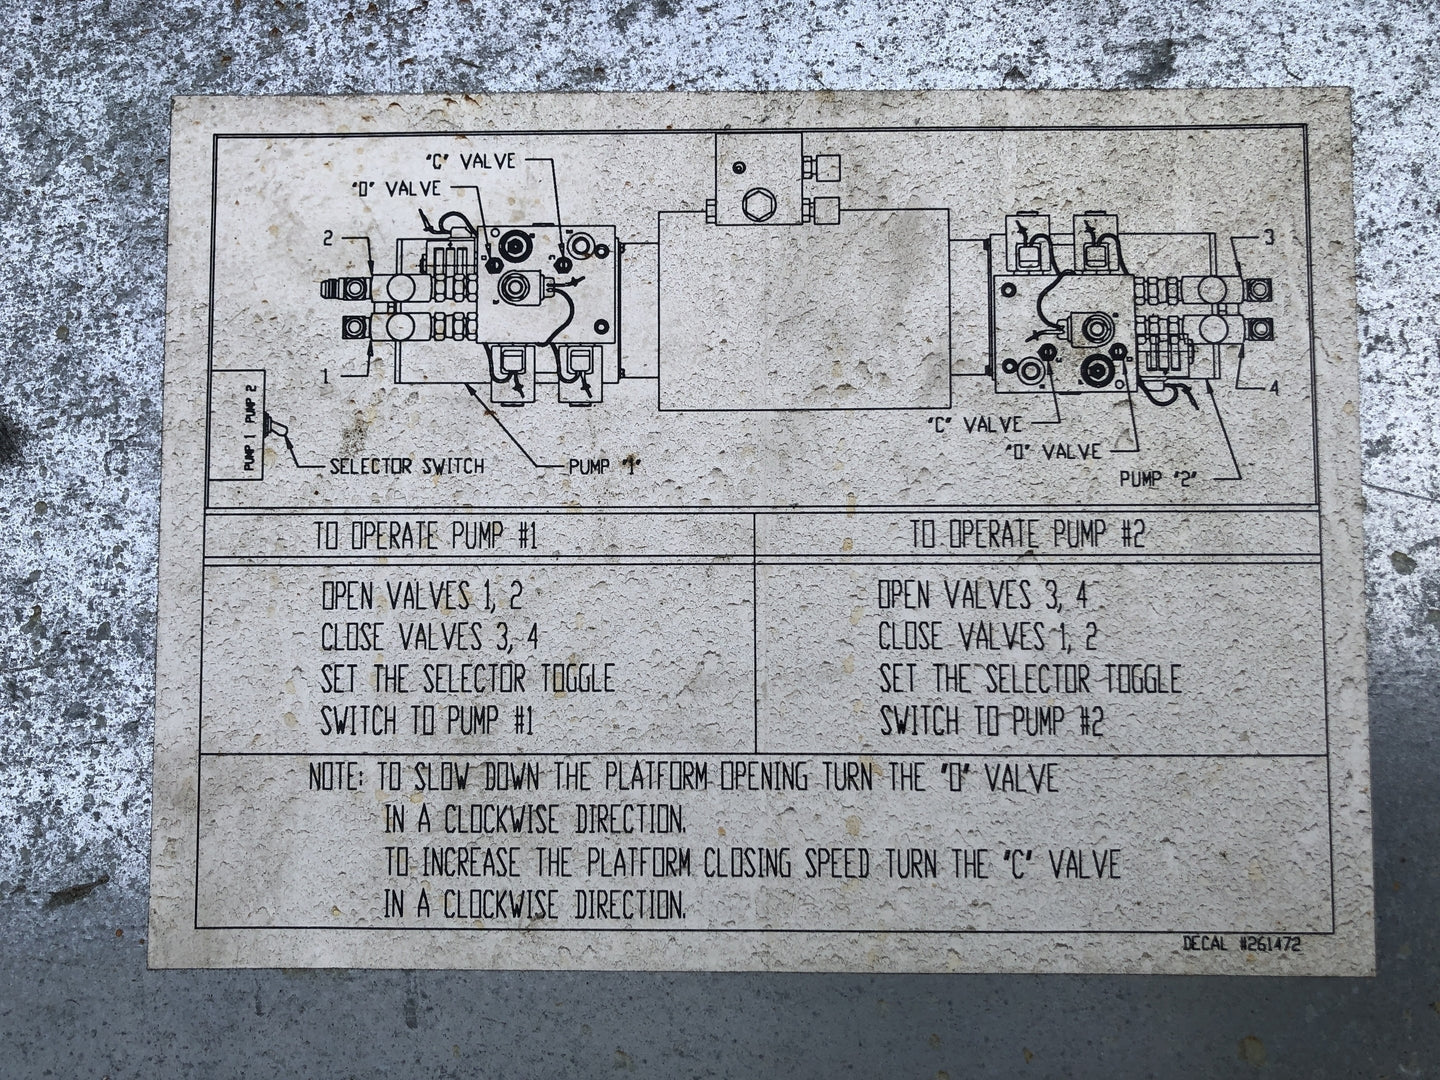 "C" VALVE
"O" VALVE
2
1
3
4
PUMP 1 PUMP 2
SELECTOR SWITCH
PUMP "1"
"C" VALVE
"O" VALVE
PUMP "2"
TO OPERATE PUMP #1
OPEN VALVES 1, 2
CLOSE VALVES 3, 4
SET THE SELECTOR TOGGLE
SWITCH TO PUMP #1
TO OPERATE PUMP #2
OPEN VALVES 3, 4
CLOSE VALVES 1, 2
SET THE SELECTOR TOGGLE
SWITCH TO PUMP #2
NOTE: TO SLOW DOWN THE PLATFORM OPENING TURN THE "O" VALVE
IN A CLOCKWISE DIRECTION.
TO INCREASE THE PLATFORM CLOSING SPEED TURN THE "C" VALVE
IN A CLOCKWISE DIRECTION.
DECAL #261472